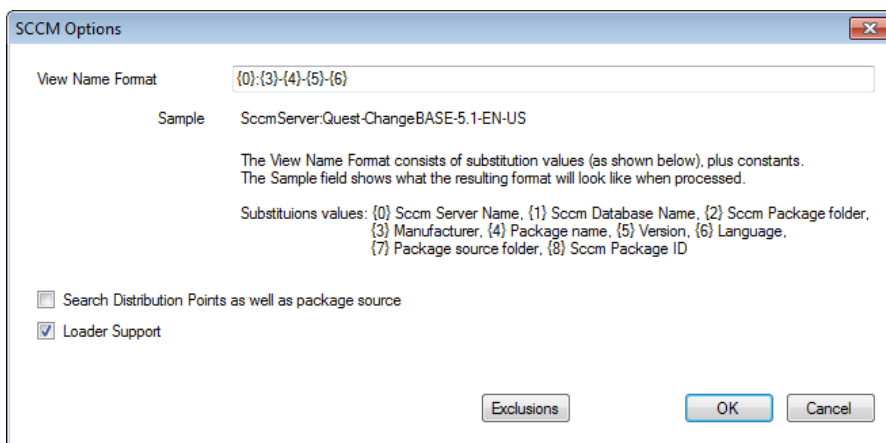 SCCM Options
View Name Format
{0}:{3}-{4}-{5}-{6}
Sample
SccmServer:Quest-ChangeBASE-5.1-EN-US
The View Name Format consists of substitution values (as shown below), plus constants.
The Sample field shows what the resulting format will look like when processed.
Substituions values: {0} Sccm Server Name, {1} Sccm Database Name, {2} Sccm Package folder,
{3} Manufacturer, {4} Package name, {5} Version, {6} Language,
{7} Package source folder, {8} Sccm Package ID
Search Distribution Points as well as package source
Loader Support
Exclusions
OK
Cancel